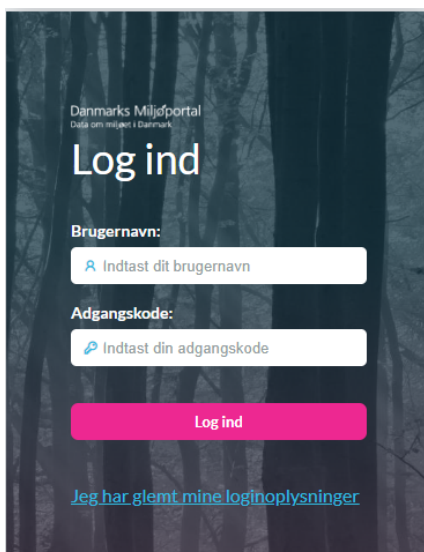 Danmarks Miljøportal
Data om miljøet i Danmark
Log ind
Brugernavn:
Indtast dit brugernavn
Adgangskode:
Indtast din adgangskode
Log ind
Jeg har glemt mine loginoplysninger